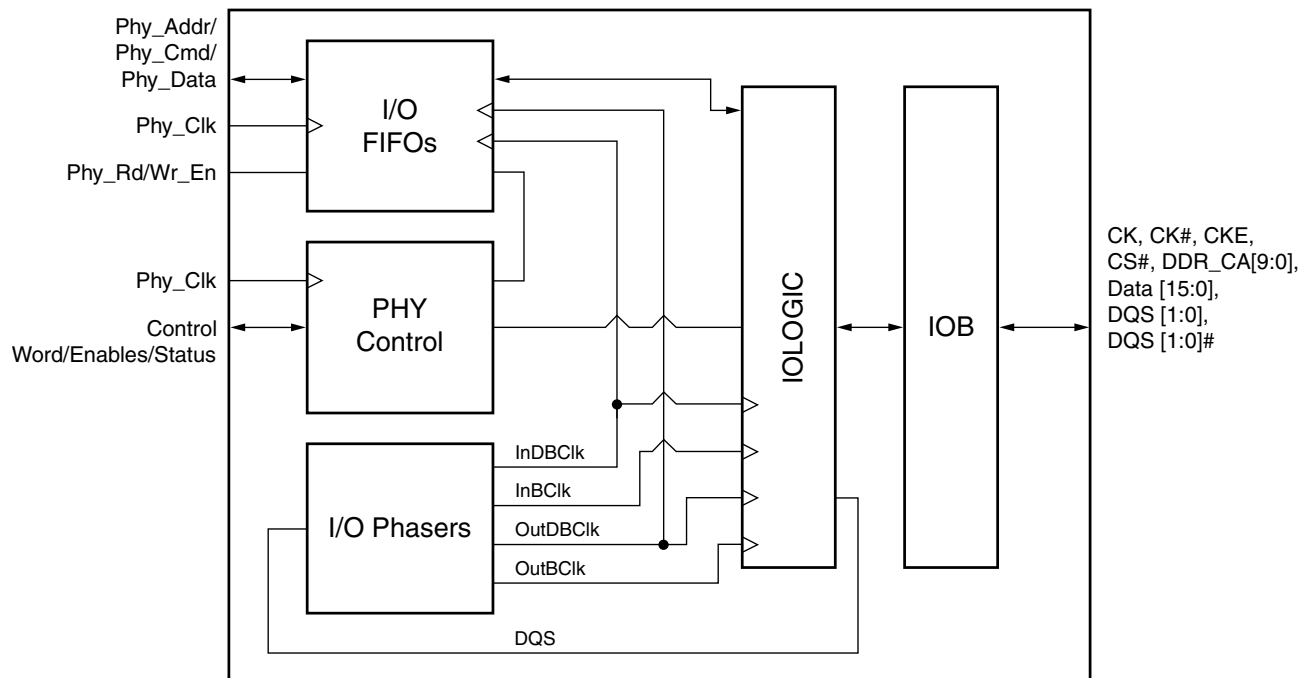 Phy_Addr/
Phy_Cmd/
Phy_Data
Phy_Clk
Phy_Rd/Wr_En
I/O
FIFOs
Phy_Clk
Control
Word/Enables/Status
PHY
Control
I/O Phasers
InDBClk
InBClk
OutDBClk
OutBClk
DQS
IOLOGIC
IOB
CK, CK#, CKE,
CS#, DDR_CA[9:0],
Data [15:0],
DQS [1:0],
DQS [1:0]#